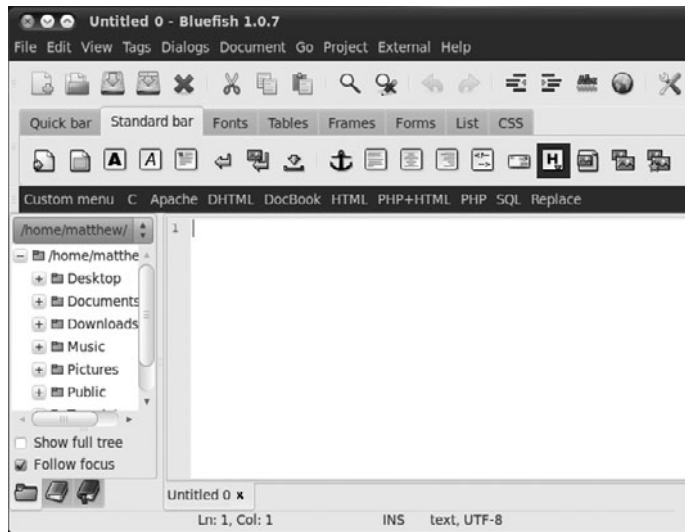 Untitled 0 - Bluefish 1.0.7
File Edit View Tags Dialogs Document Go Project External Help
Quick bar Standard bar Fonts Tables Frames Forms List CSS
A A H
Custom menu C Apache DHTML DocBook HTML PHP+HTML PHP SQL Replace
/home/matthew/ 1
/home/matthe
Desktop
Documents
Downloads
Music
Pictures
Public
Show full tree
Follow focus
Untitled 0 x
Ln: 1, Col: 1 INS text, UTF-8